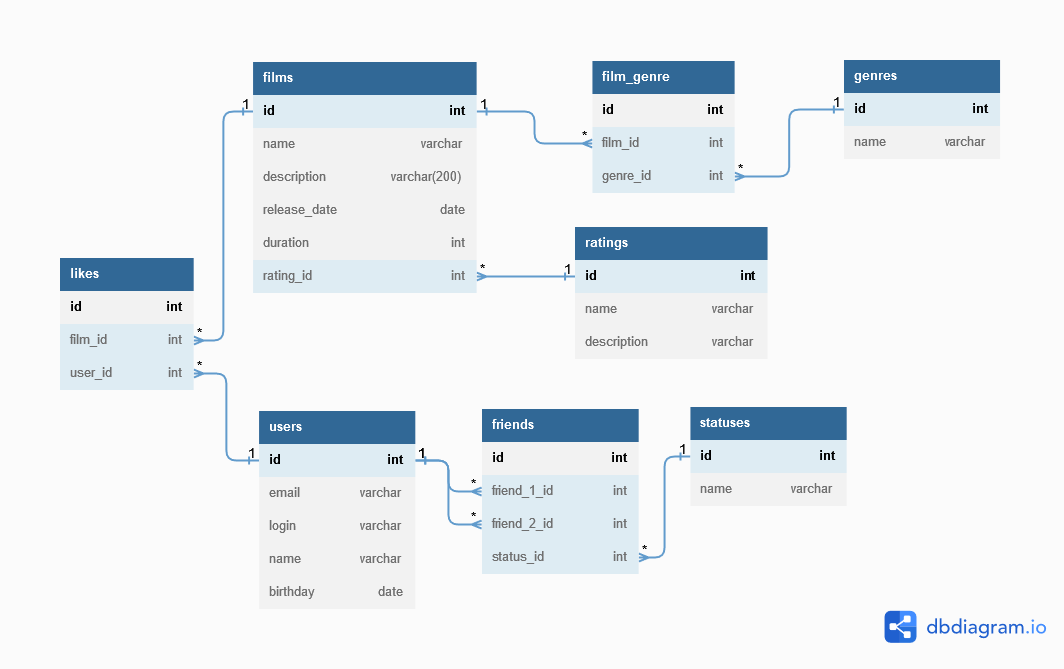 films
id int
name varchar
description varchar(200)
release_date date
duration int
rating_id int
film_genre
id int
film_id int
genre_id int
genres
id int
name varchar
ratings
id int
name varchar
description varchar
likes
id int
film_id int
user_id int
users
id int
email varchar
login varchar
name varchar
birthday date
friends
id int
friend_1_id int
friend_2_id int
status_id int
statuses
id int
name varchar
1
1
*
*
1
*
1
*
*
1
1
*
*
*
1
dbdiagram.io